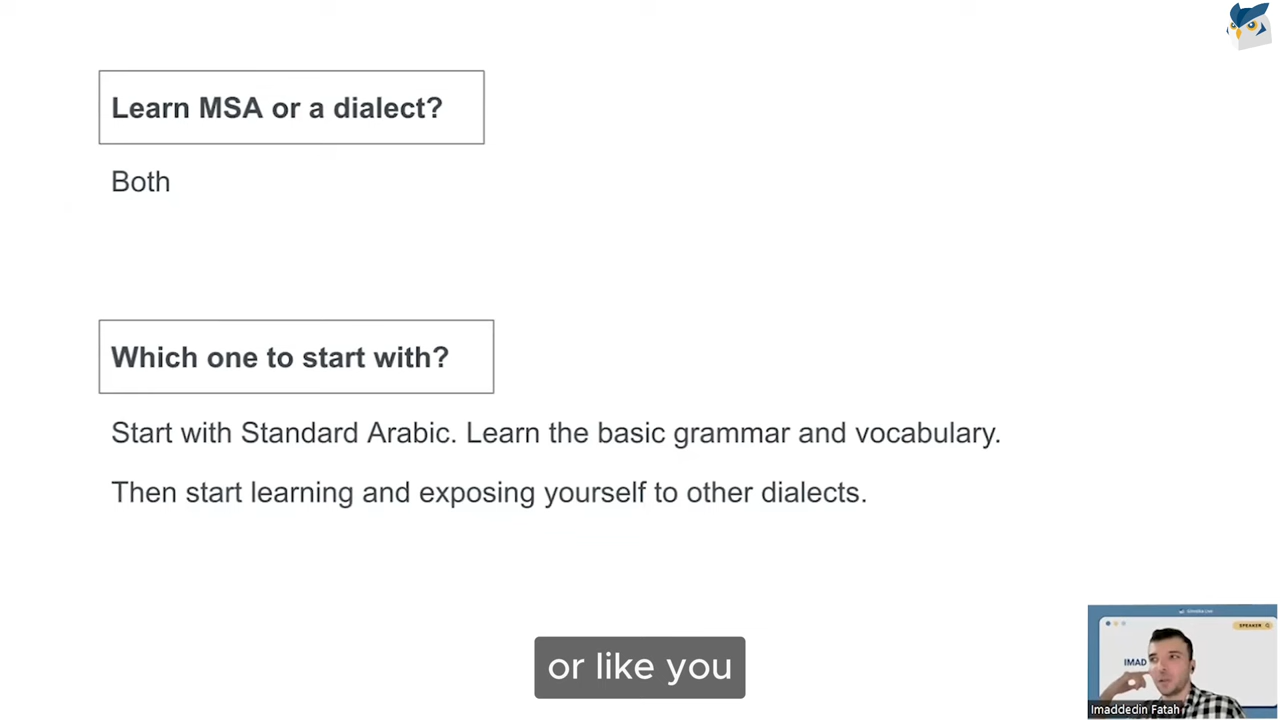 Learn MSA or a dialect?
Both
Which one to start with?
Start with Standard Arabic. Learn the basic grammar and vocabulary.
Then start learning and exposing yourself to other dialects.
or like you
SPEAKER
IMAD
Imaddedin Fatah